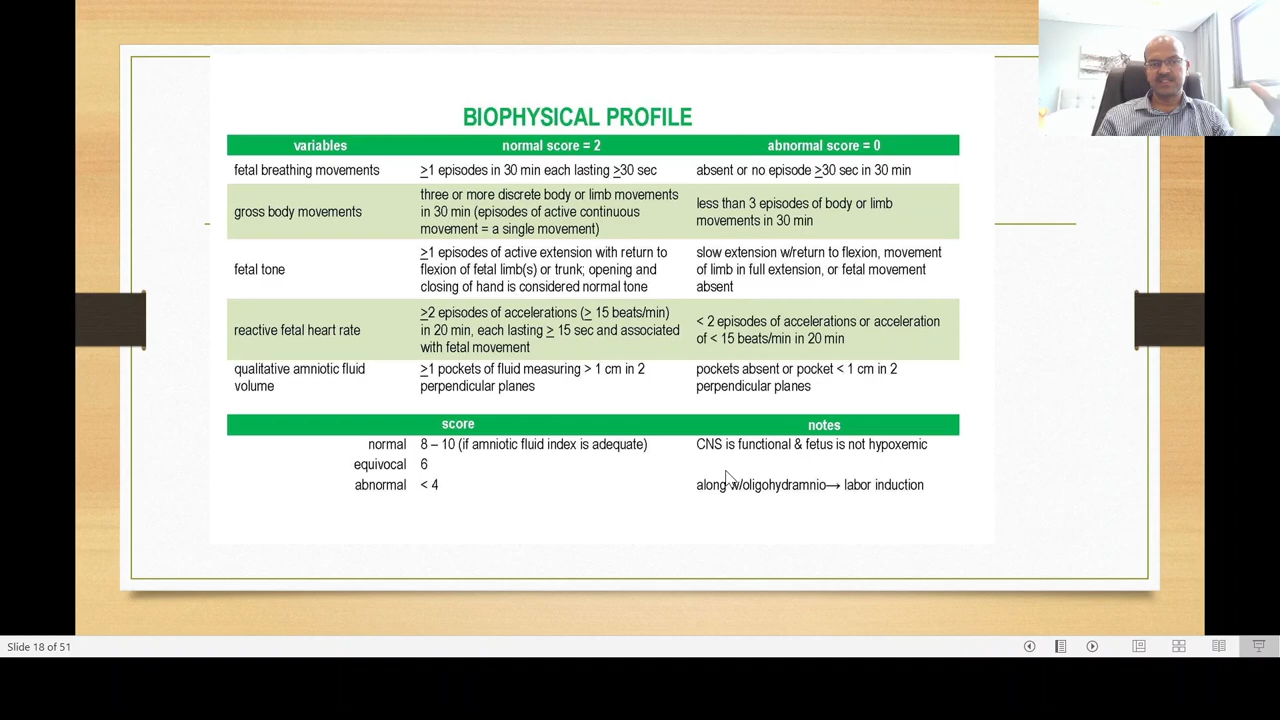 BIOPHYSICAL PROFILE
variables normal score = 2 abnormal score = 0
fetal breathing movements ≥1 episodes in 30 min each lasting ≥30 sec absent or no episode ≥30 sec in 30 min
gross body movements
three or more discrete body or limb movements
in 30 min (episodes of active continuous
movement = a single movement)
less than 3 episodes of body or limb
movements in 30 min
fetal tone
≥1 episodes of active extension with return to
flexion of fetal limb(s) or trunk; opening and
closing of hand is considered normal tone
slow extension w/return to flexion, movement
of limb in full extension, or fetal movement
absent
reactive fetal heart rate
≥2 episodes of accelerations (≥ 15 beats/min)
in 20 min, each lasting ≥ 15 sec and associated
with fetal movement
< 2 episodes of accelerations or acceleration
of < 15 beats/min in 20 min
qualitative amniotic fluid
volume
≥1 pockets of fluid measuring > 1 cm in 2
perpendicular planes
pockets absent or pocket < 1 cm in 2
perpendicular planes
score notes
normal 8 – 10 (if amniotic fluid index is adequate) CNS is functional & fetus is not hypoxemic
equivocal 6
abnormal < 4 along w/oligohydramnio→ labor induction
Slide 18 of 51